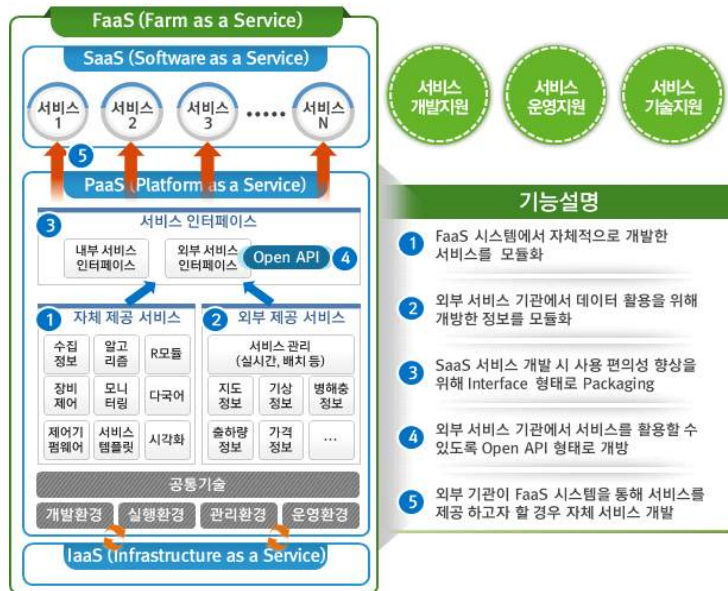 FaaS (Farm as a Service)
SaaS (Software as a Service)
서비스
1
서비스
2
서비스
3
•••••
서비스
N
5
PaaS (Platform as a Service)
3
서비스 인터페이스
내부 서비스
인터페이스
외부 서비스
인터페이스
Open API
4
1
자체 제공 서비스
수집
정보
알고
리즘
R모듈
장비
제어
모니
터링
다국어
제어기
펌웨어
서비스
템플릿
시각화
2
외부 제공 서비스
서비스 관리
(실시간, 배치 등)
지도
정보
기상
정보
병해충
정보
출하량
정보
가격
정보
…
공통기술
개발환경
실행환경
관리환경
운영환경
IaaS (Infrastructure as a Service)
서비스
개발지원
서비스
운영지원
서비스
기술지원
기능설명
1 FaaS 시스템에서 자체적으로 개발한
서비스를 모듈화
2 외부 서비스 기관에서 데이터 활용을 위해
개방한 정보를 모듈화
3 SaaS 서비스 개발 시 사용 편의성 향상을
위해 Interface 형태로 Packaging
4 외부 서비스 기관에서 서비스를 활용할 수
있도록 Open API 형태로 개방
5 외부 기관이 FaaS 시스템을 통해 서비스를
제공 하고자 할 경우 자체 서비스 개발